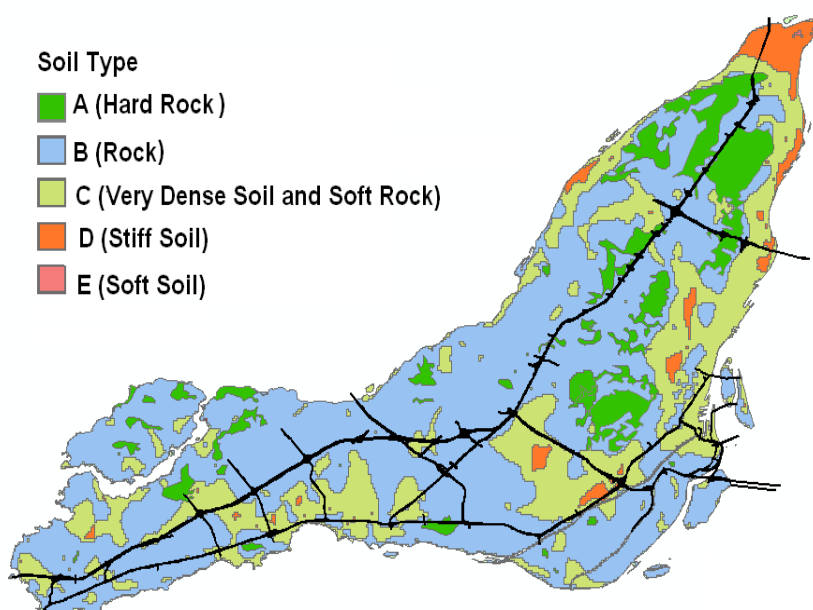 Soil Type
A (Hard Rock)
B (Rock)
C (Very Dense Soil and Soft Rock)
D (Stiff Soil)
E (Soft Soil)